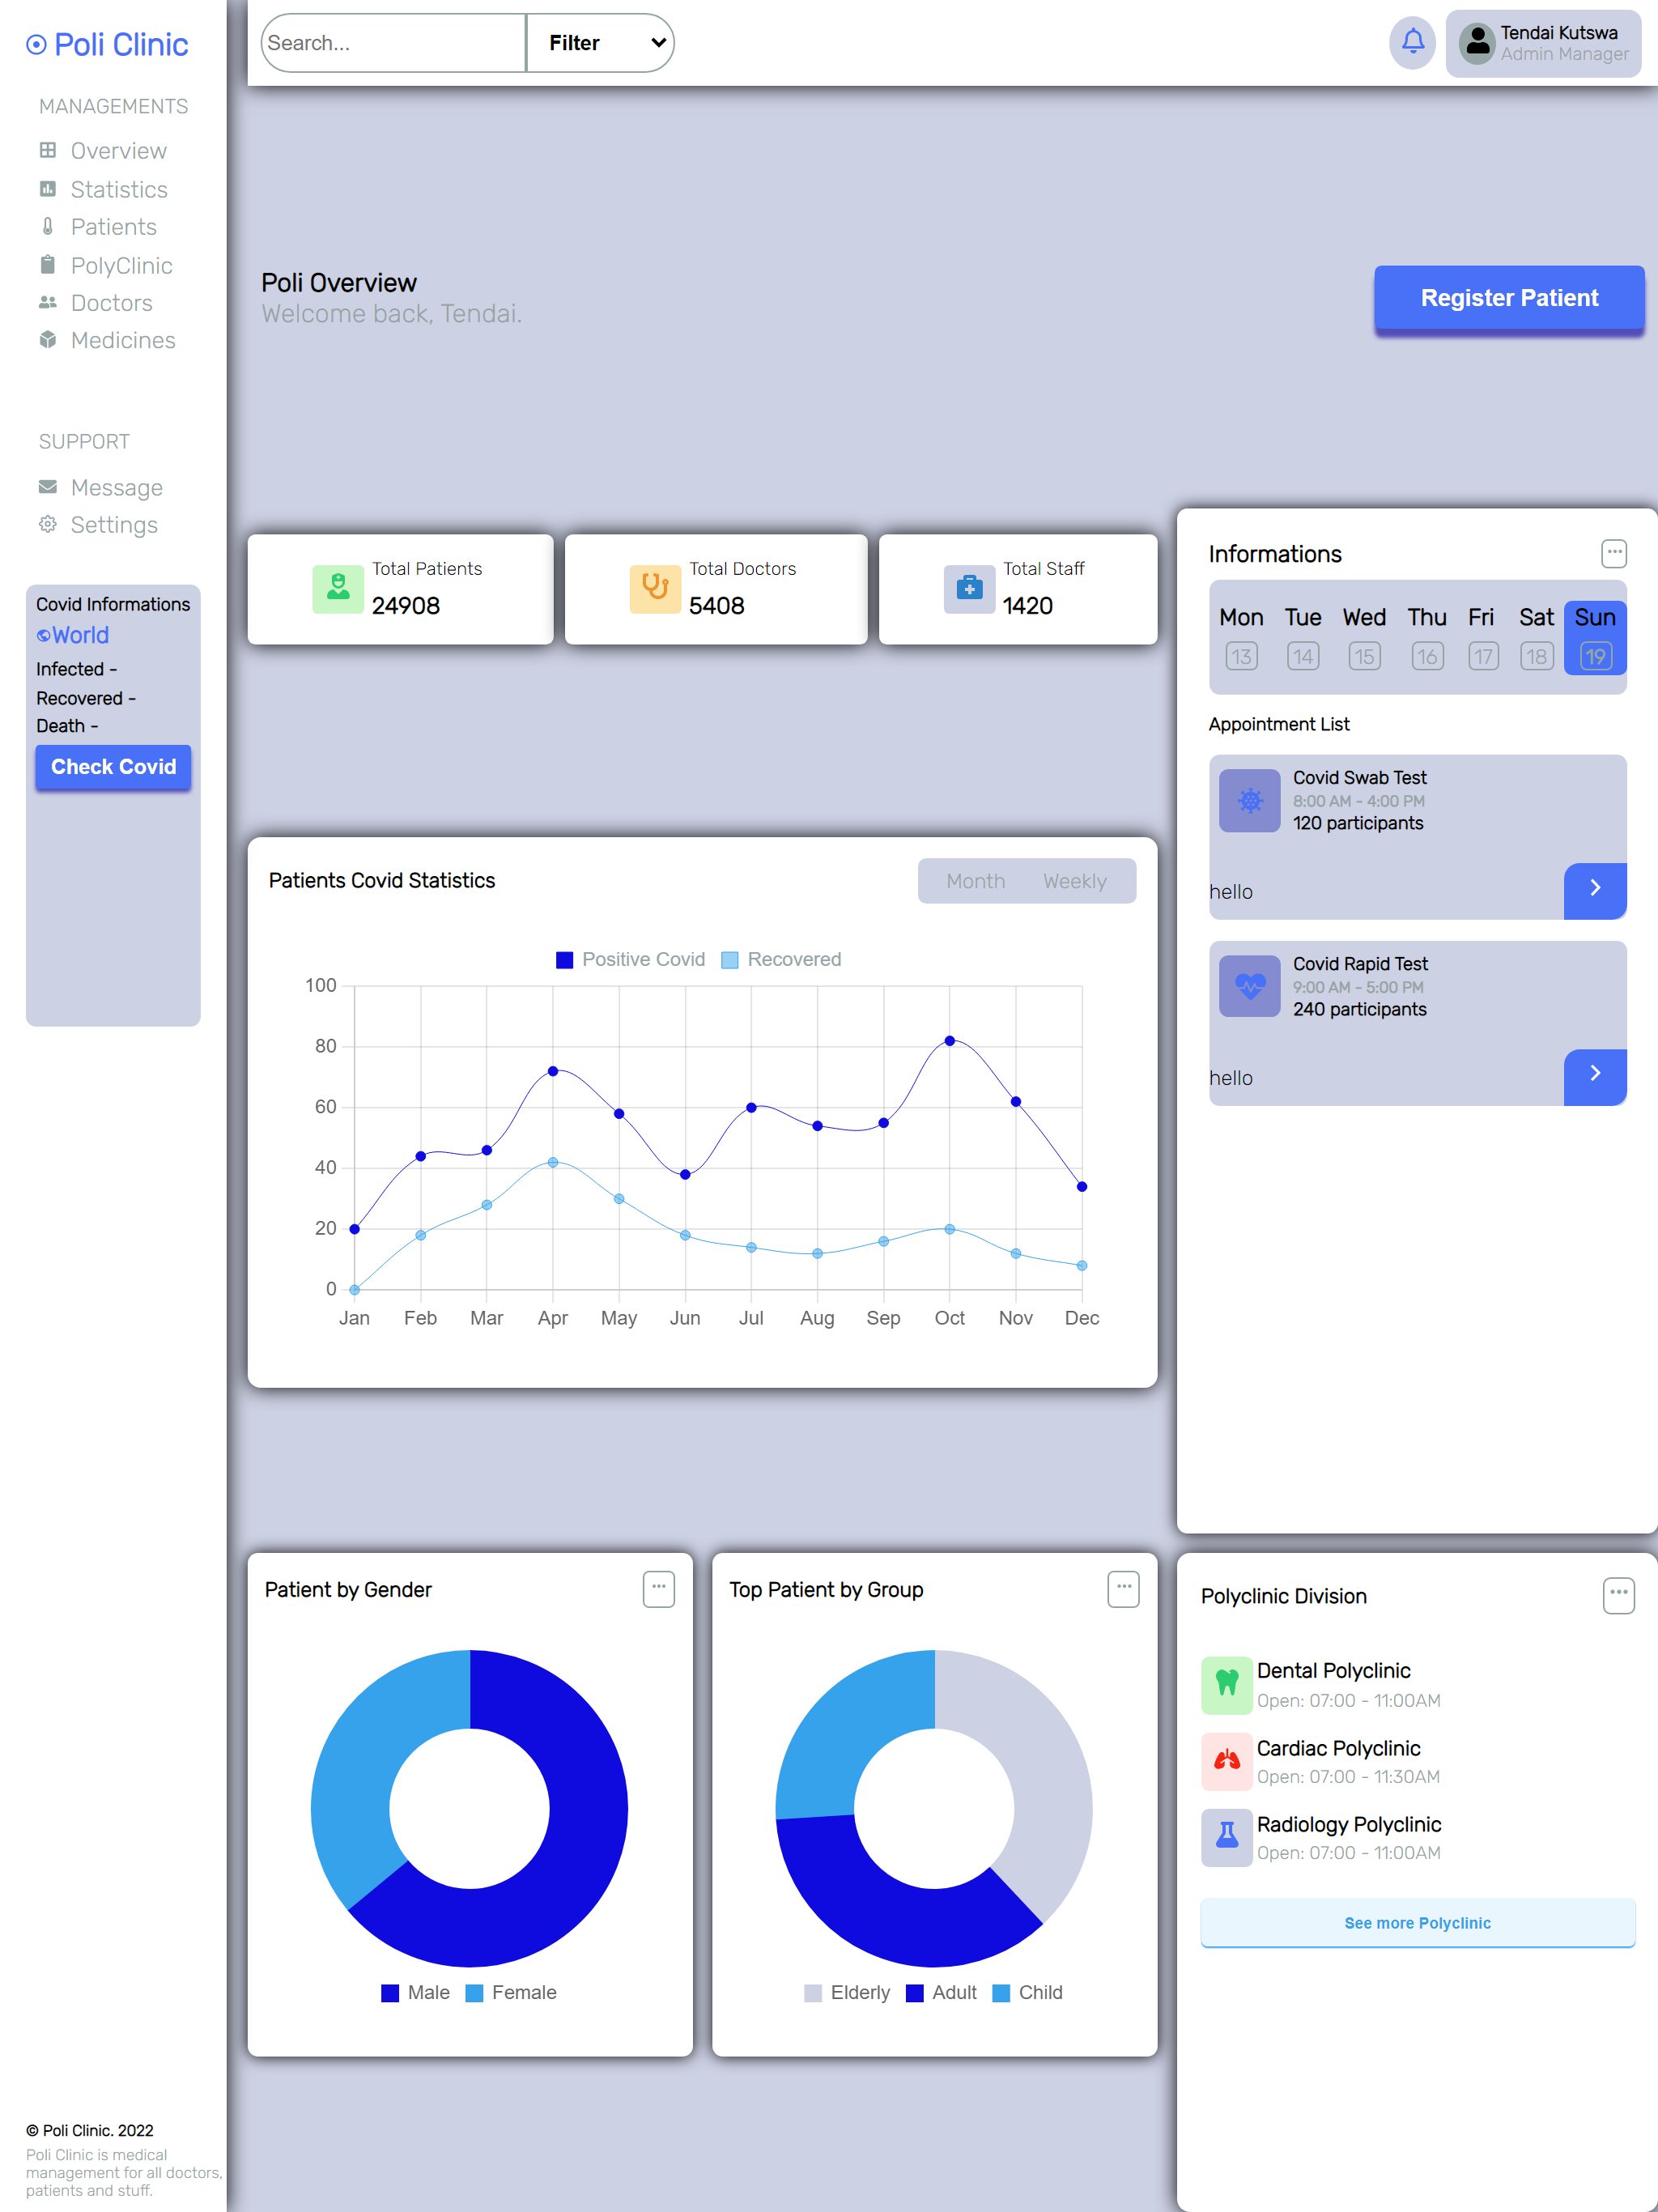 Poli Clinic
MANAGEMENTS
Overview
Statistics
Patients
PolyClinic
Doctors
Medicines
SUPPORT
Message
Settings
Covid Informations
World
Infected -
Recovered -
Death -
Check Covid
© Poli Clinic. 2022
Poli Clinic is medical
management for all doctors,
patients and stuff.
Search...
Filter
Tendai Kutswa
Admin Manager
Poli Overview
Welcome back, Tendai.
Register Patient
Total Patients
24908
Total Doctors
5408
Total Staff
1420
Patients Covid Statistics
Month Weekly
Positive Covid Recovered
100
80
60
40
20
0
Jan Feb Mar Apr May Jun Jul Aug Sep Oct Nov Dec
Informations
Mon Tue Wed Thu Fri Sat Sun
13 14 15 16 17 18 19
Appointment List
Covid Swab Test
8:00 AM - 4:00 PM
120 participants
hello
Covid Rapid Test
9:00 AM - 5:00 PM
240 participants
hello
Patient by Gender
Male Female
Top Patient by Group
Elderly Adult Child
Polyclinic Division
Dental Polyclinic
Open: 07:00 - 11:00AM
Cardiac Polyclinic
Open: 07:00 - 11:30AM
Radiology Polyclinic
Open: 07:00 - 11:00AM
See more Polyclinic